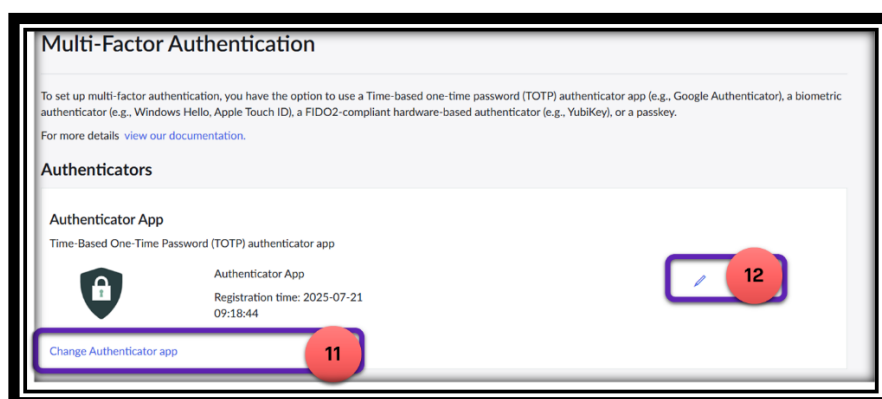 Multi-Factor Authentication
To set up multi-factor authentication, you have the option to use a Time-based one-time password (TOTP) authenticator app (e.g., Google Authenticator), a biometric
authenticator (e.g., Windows Hello, Apple Touch ID), a FIDO2-compliant hardware-based authenticator (e.g., YubiKey), or a passkey.
For more details view our documentation.
Authenticators
Authenticator App
Time-Based One-Time Password (TOTP) authenticator app
Authenticator App
Registration time: 2025-07-21
09:18:44
12
Change Authenticator app
11